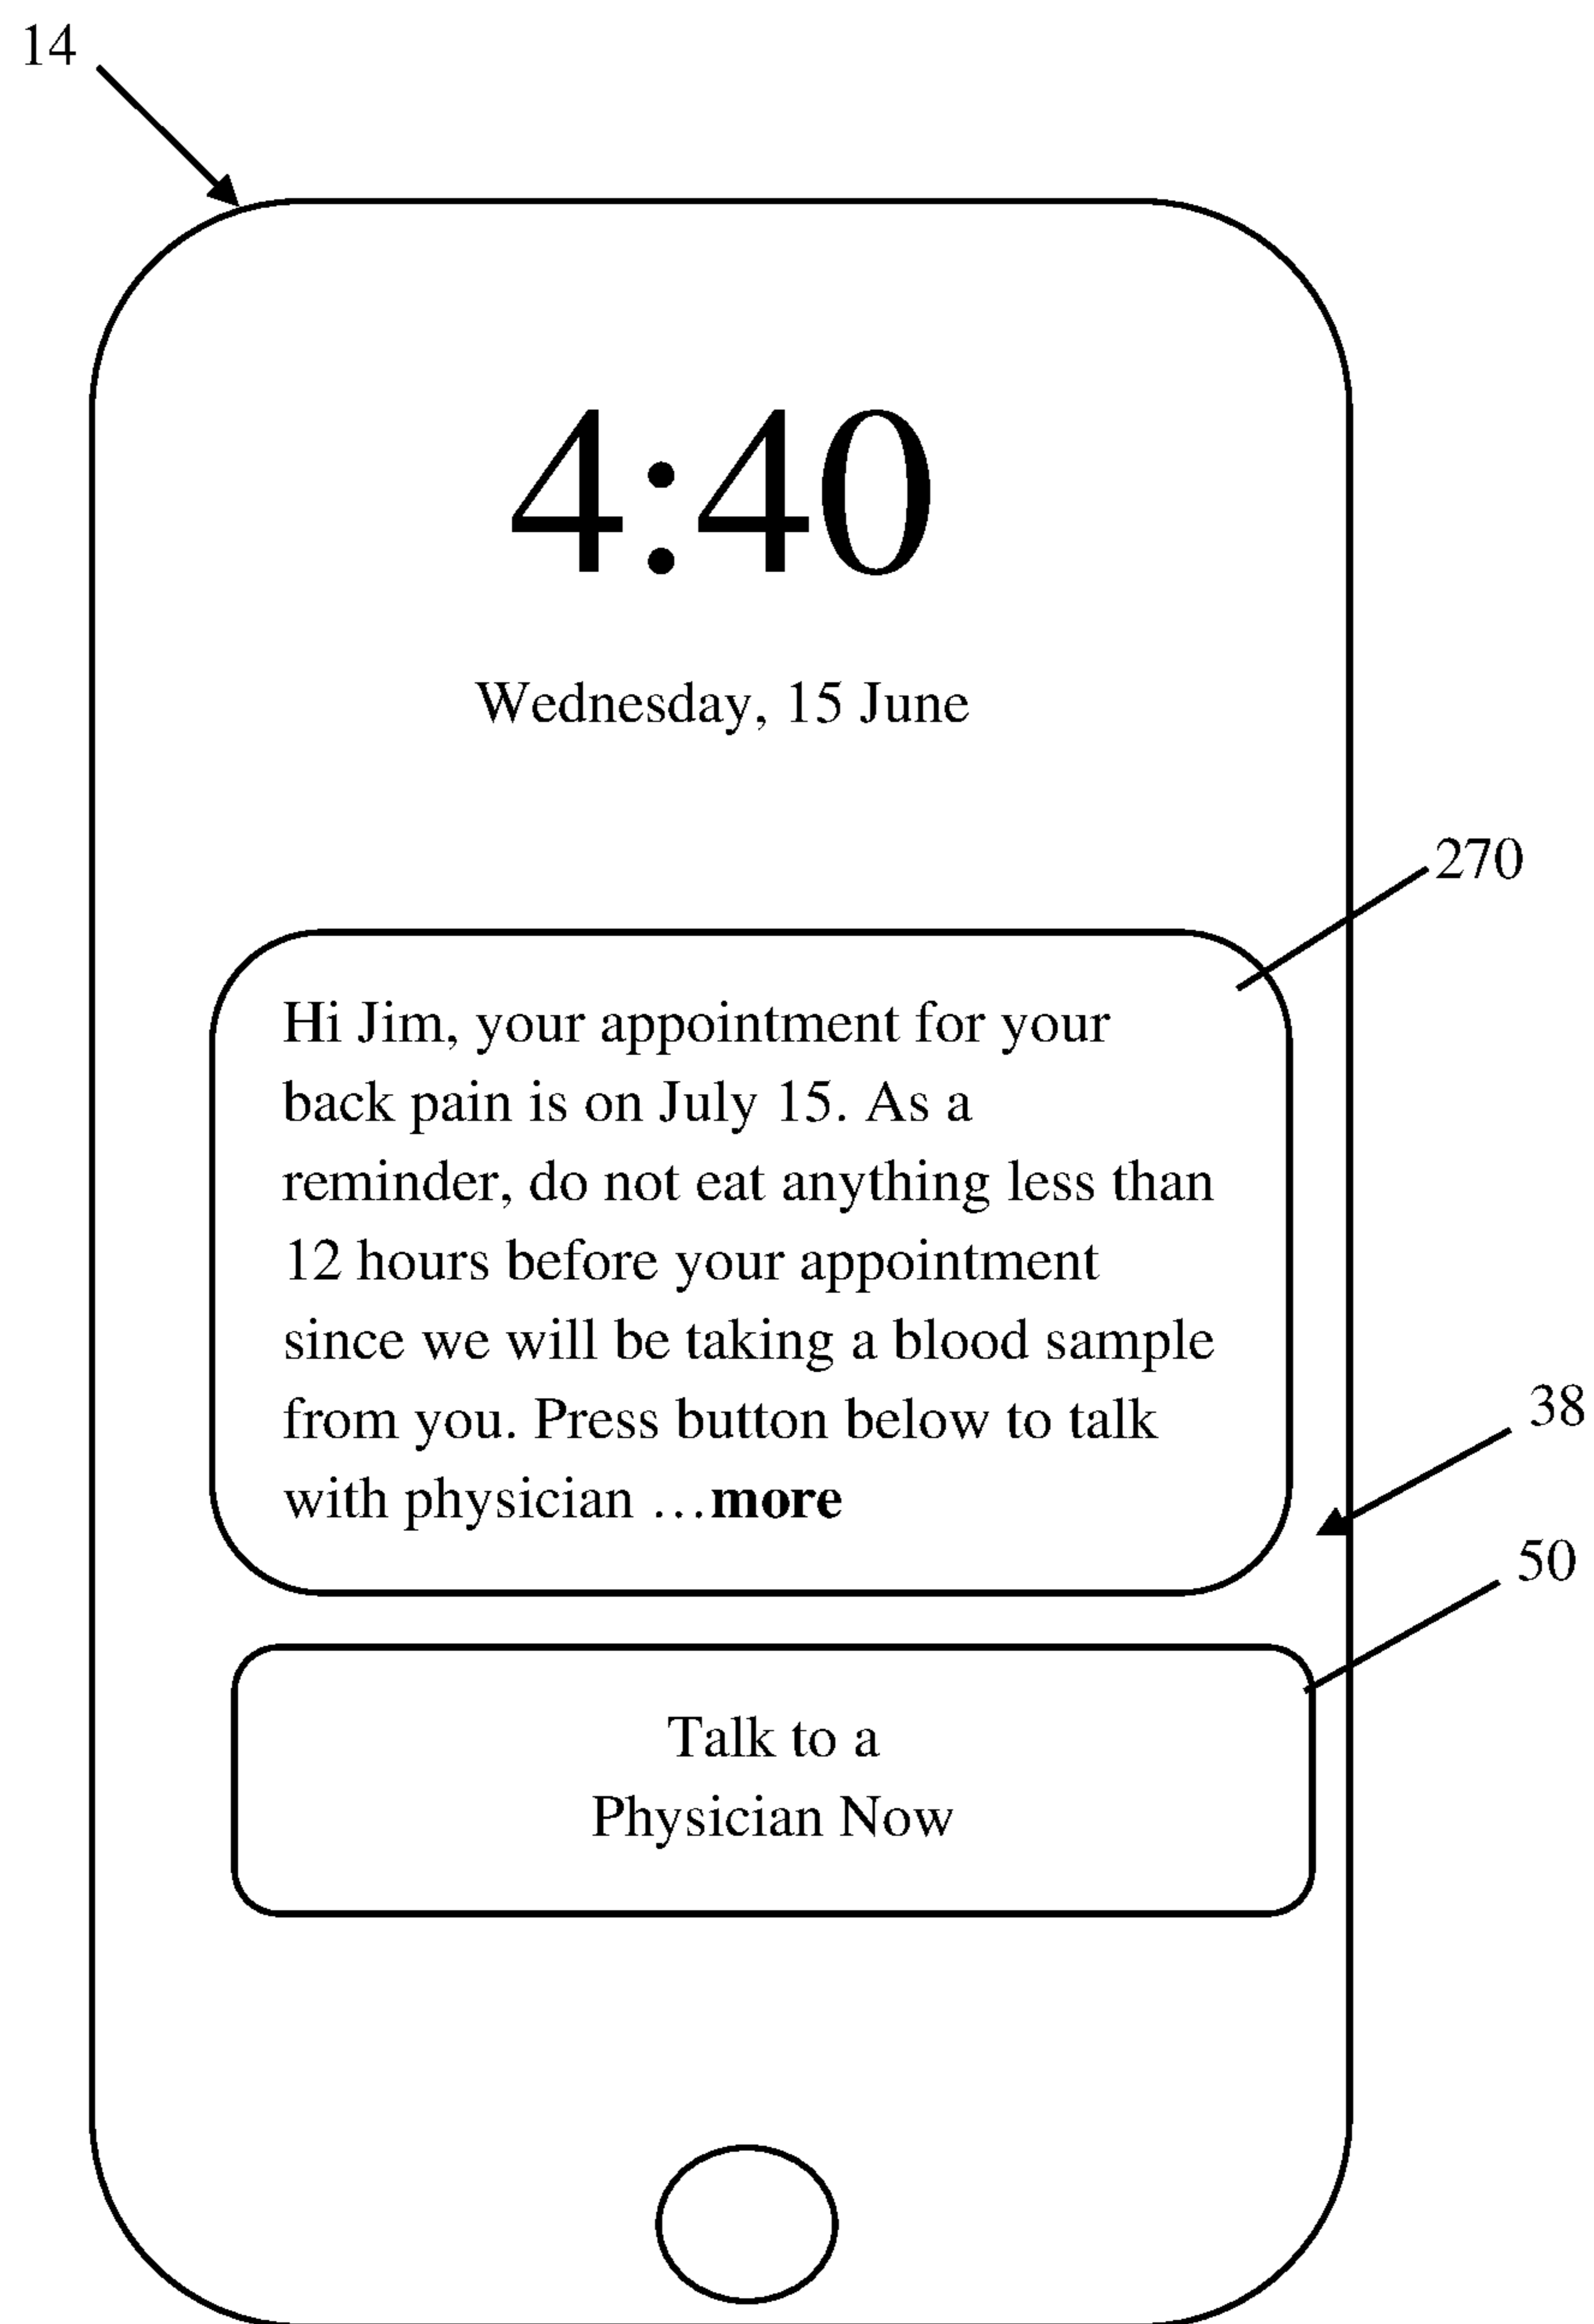 14
4:40
Wednesday, 15 June
270
Hi Jim, your appointment for your
back pain is on July 15. As a
reminder, do not eat anything less than
12 hours before your appointment
since we will be taking a blood sample
from you. Press button below to talk
with physician ...more
38
50
Talk to a
Physician Now